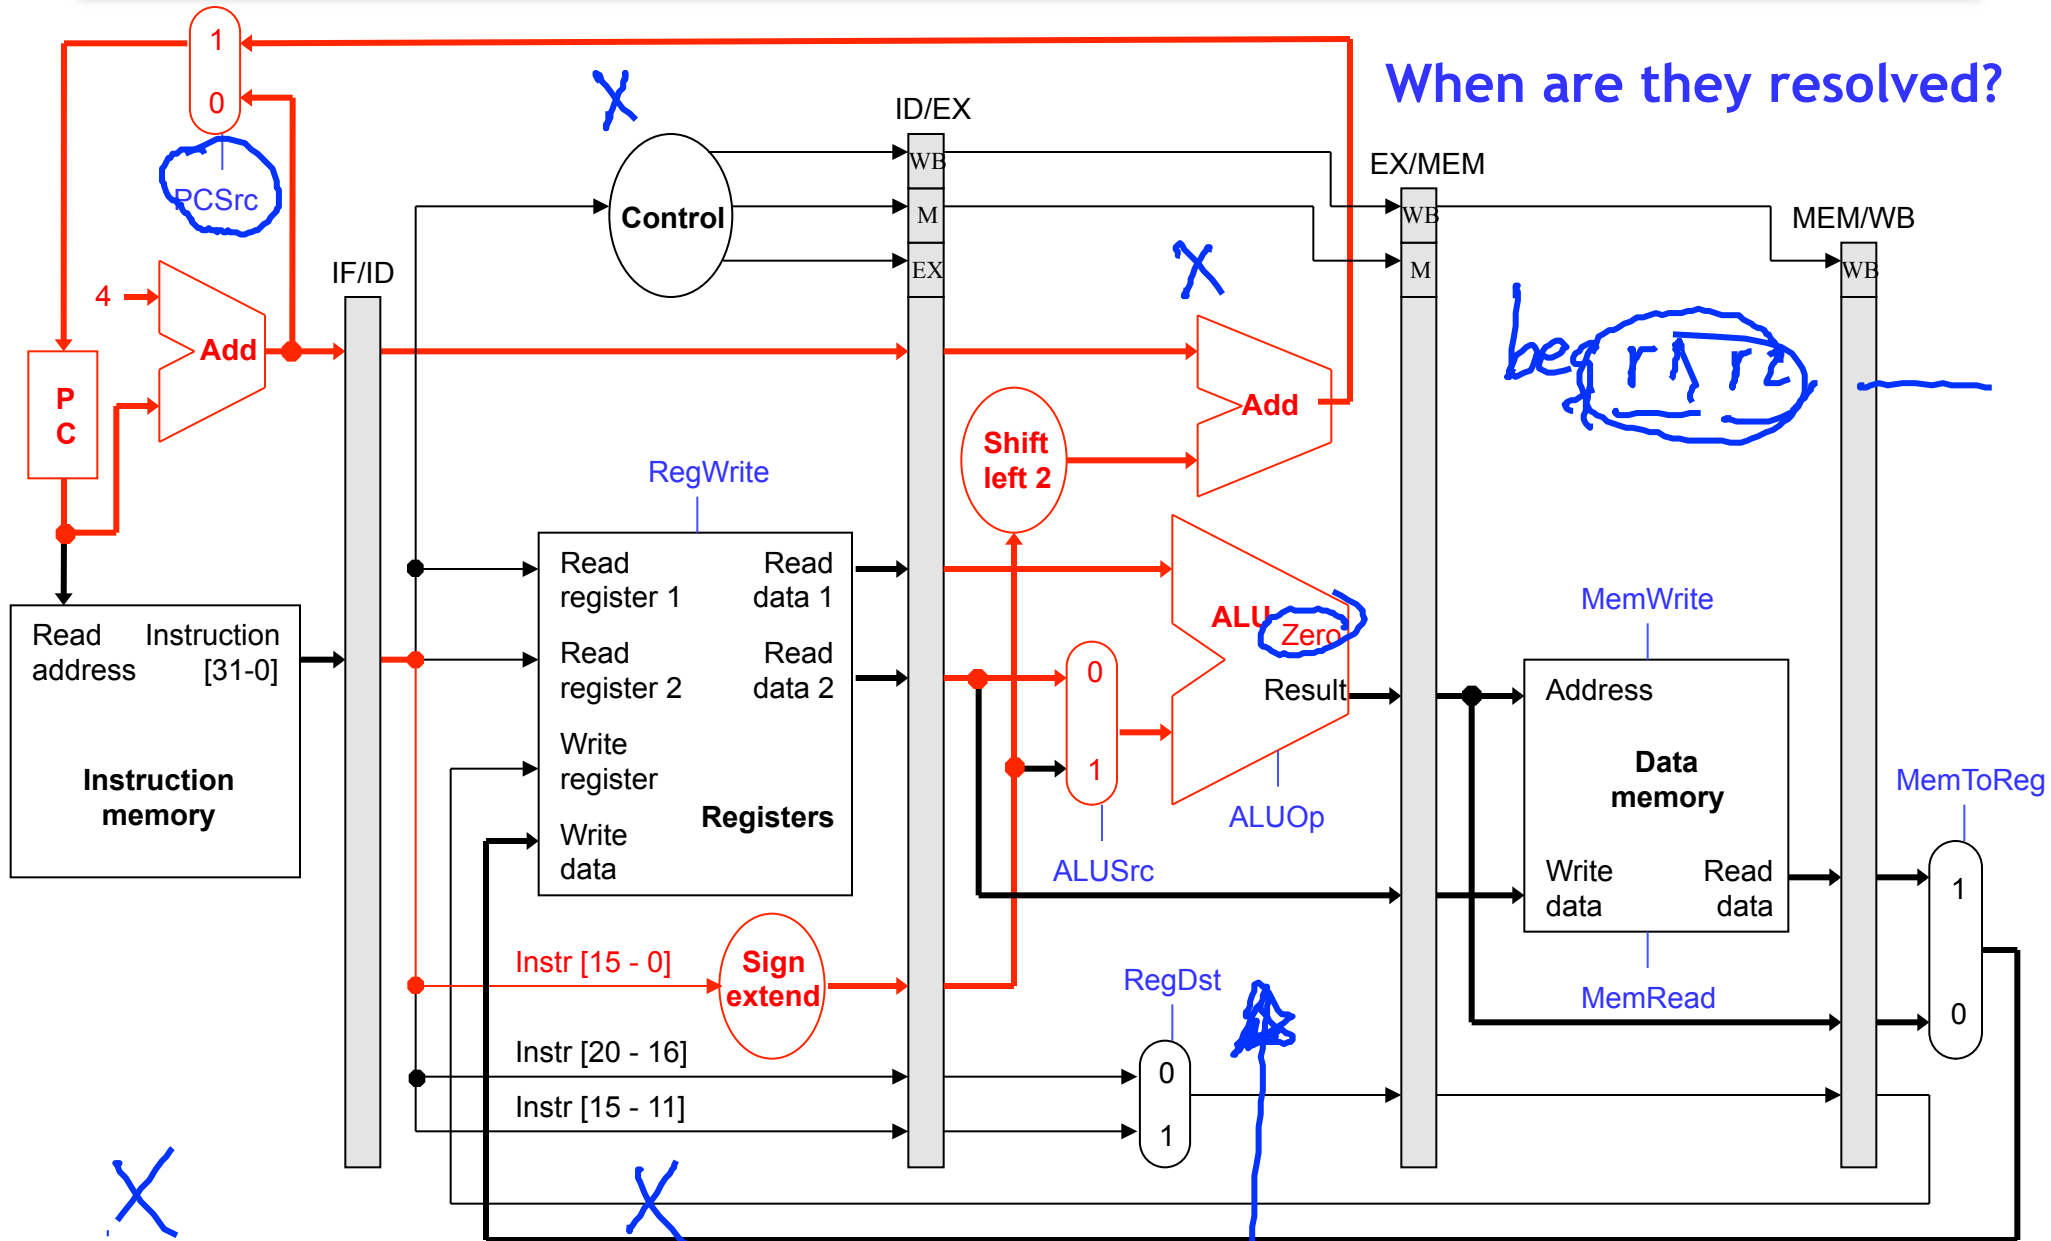 When are they resolved?
1
0
PCSrc
4
Add
P
C
IF/ID
Control
ID/EX
WB
M
EX
EX/MEM
WB
M
MEM/WB
WB
beq r1 r2
Shift
left 2
Add
RegWrite
Read
address
Instruction
[31-0]
Instruction
memory
Read
register 1
Read
data 1
Read
register 2
Read
data 2
Write
register
Write
data
Registers
0
1
ALU
Zero
Result
ALUOp
ALUSrc
MemWrite
Address
Data
memory
Write
data
Read
data
MemRead
MemToReg
1
0
Instr [15 - 0]
Sign
extend
Instr [20 - 16]
Instr [15 - 11]
RegDst
0
1
X
X
X
X